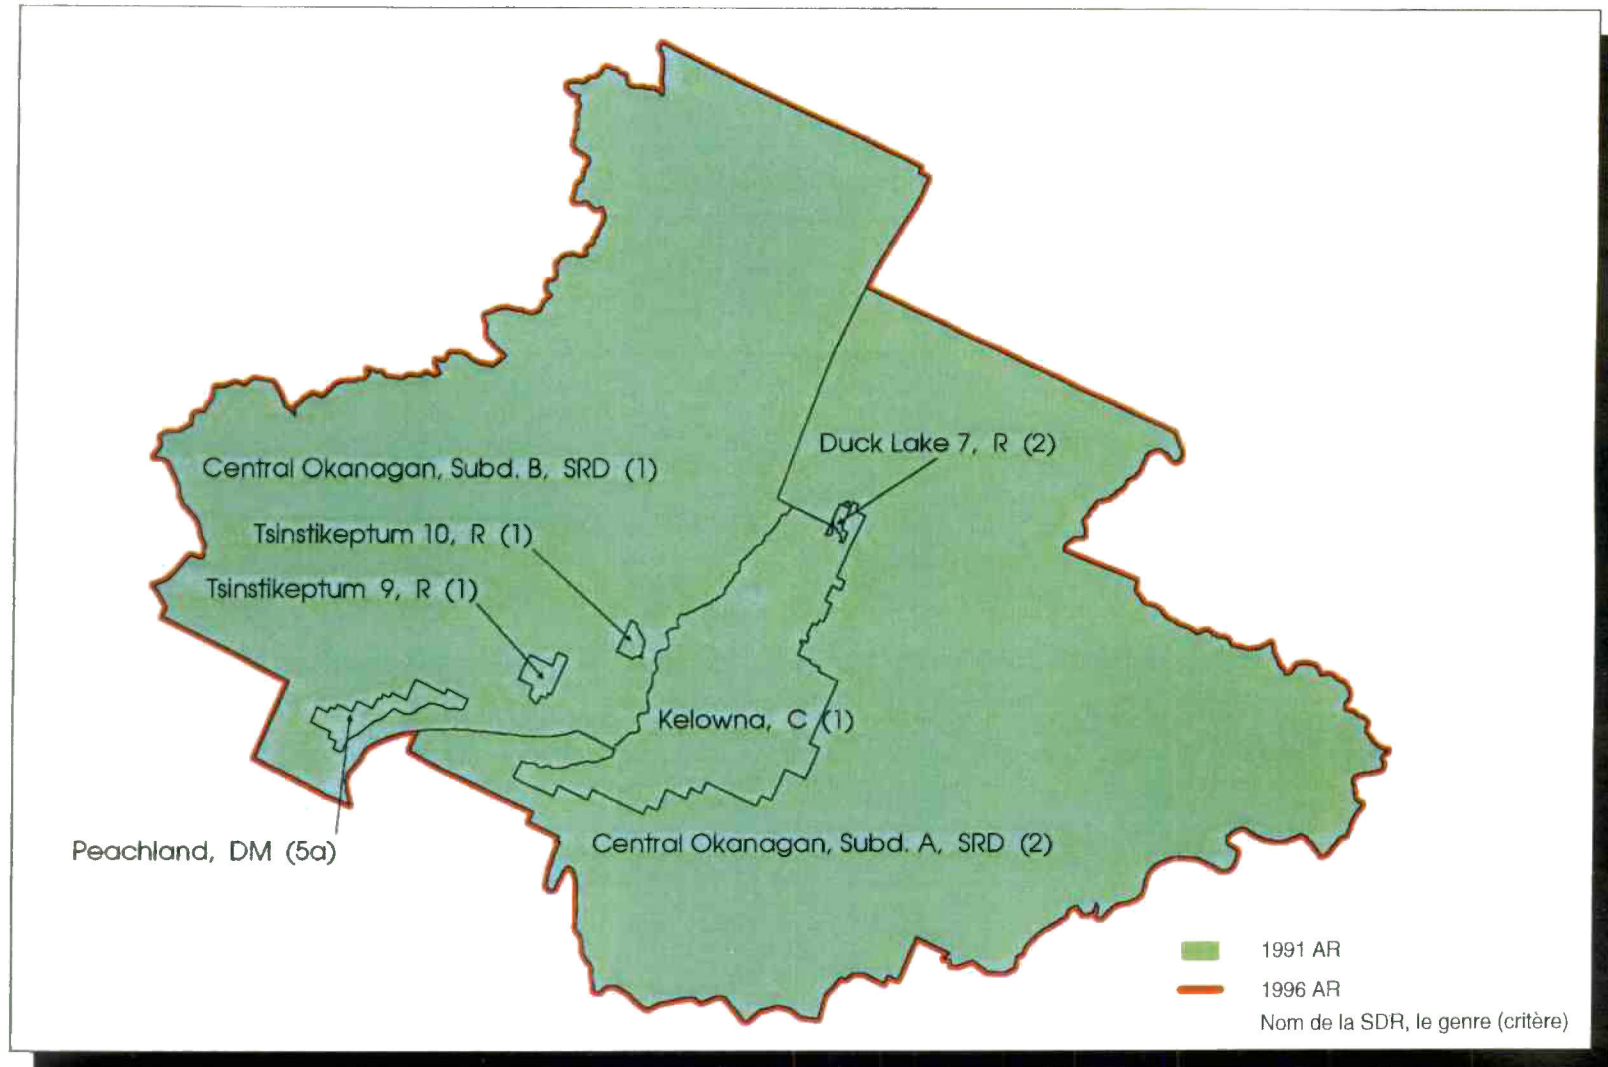 Duck Lake 7, R (2)
Central Okanagan, Subd. B, SRD (1)
Tsinstikeptum 10, R (1)
Tsinstikeptum 9, R (1)
Kelowna, C (1)
Peachland, DM (5a)
Central Okanagan, Subd. A, SRD (2)
1991 AR
1996 AR
Nom de la SDR, le genre (critère)